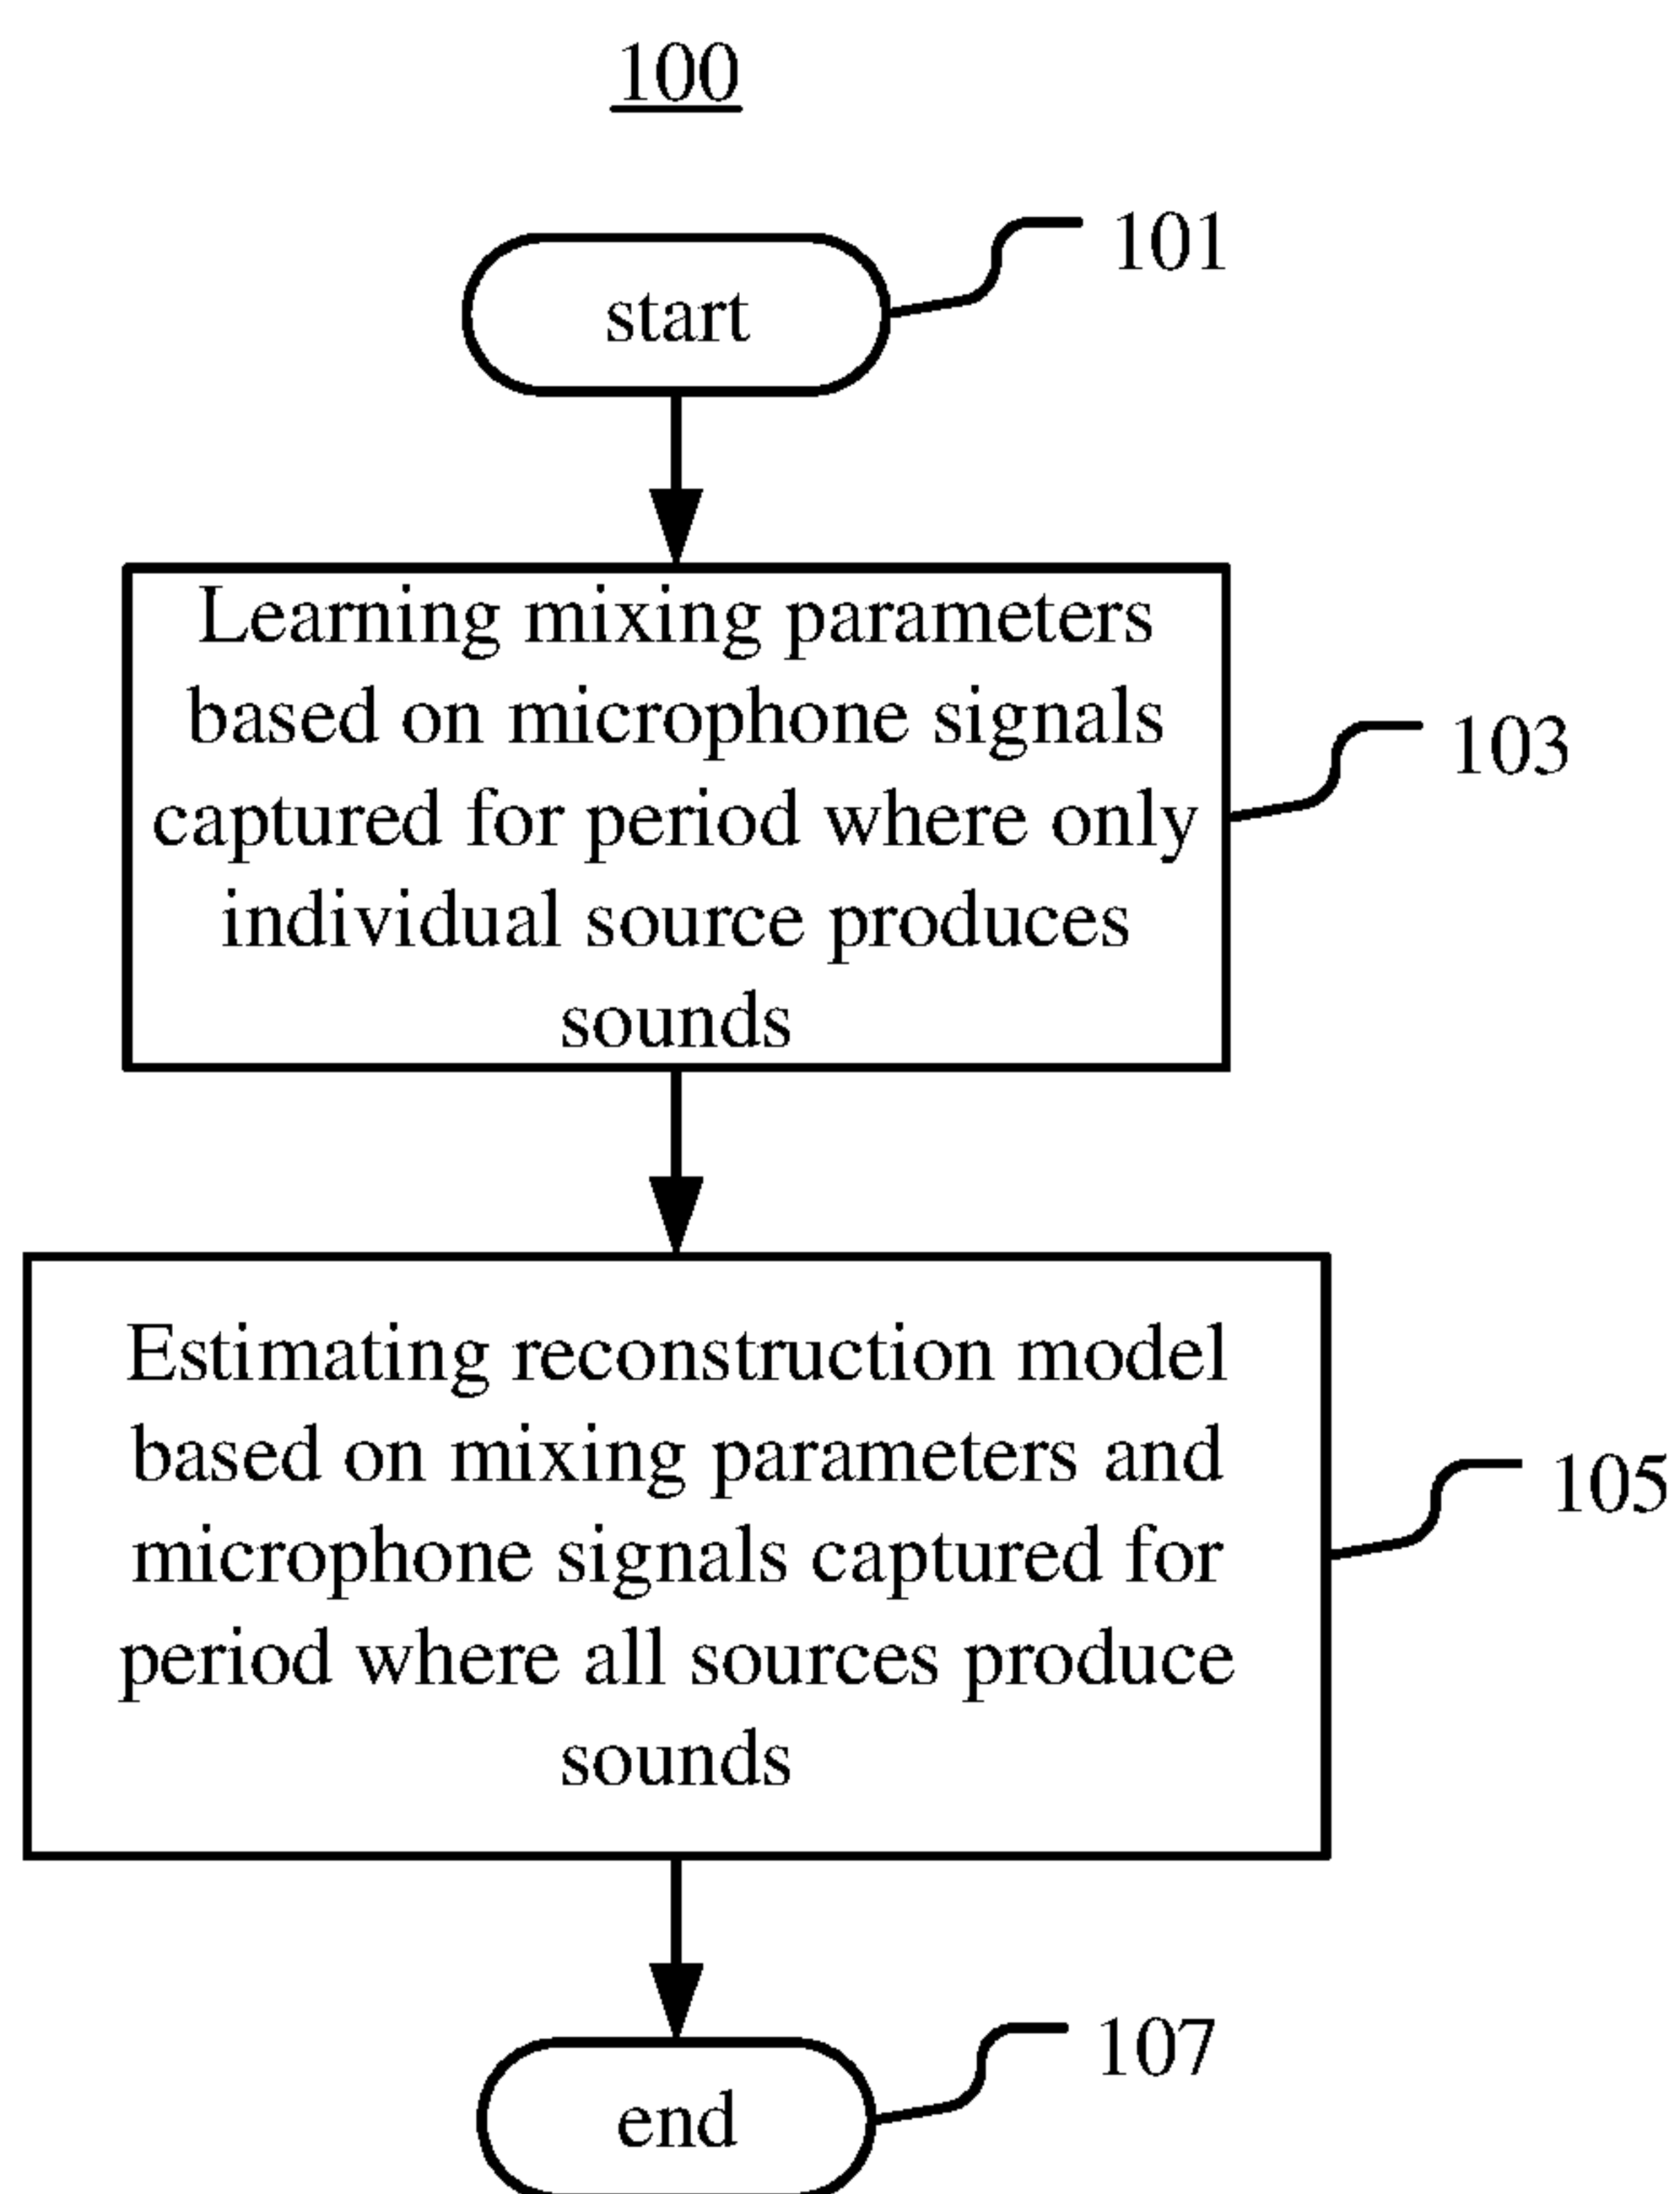 100
start
101
Learning mixing parameters
based on microphone signals
captured for period where only
individual source produces
sounds
103
Estimating reconstruction model
based on mixing parameters and
microphone signals captured for
period where all sources produce
sounds
105
end
107